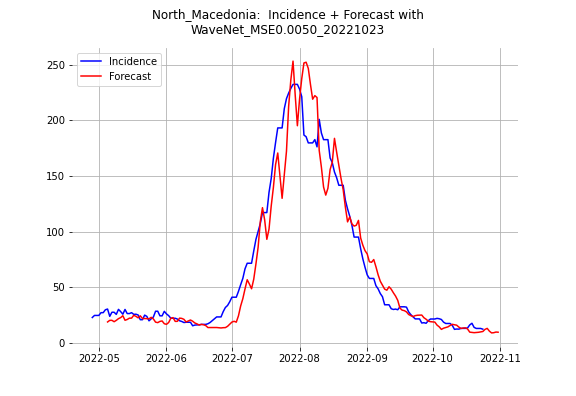 North_Macedonia:  Incidence + Forecast with
WaveNet_MSE0.0050_20221023
Incidence
Forecast
250
200
150
100
50
0
2022-05 2022-06 2022-07 2022-08 2022-09 2022-10 2022-11